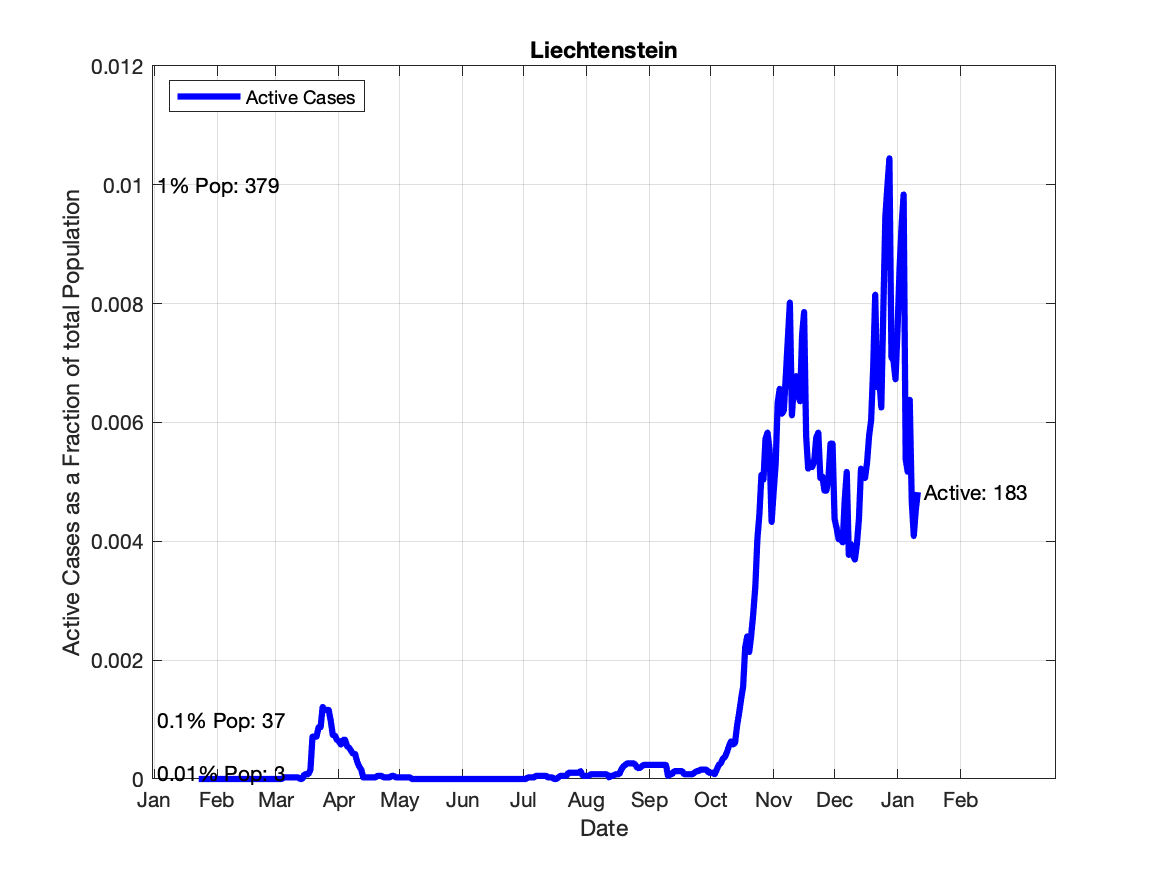 Liechtenstein
0.012
Active Cases
0.01
1% Pop: 379
0.008
0.006
Active: 183
0.004
0.002
0.1% Pop: 37
0.01% Pop: 3
0
Active Cases as a Fraction of total Population
Jan Feb Mar Apr May Jun Jul Aug Sep Oct Nov Dec Jan Feb
Date